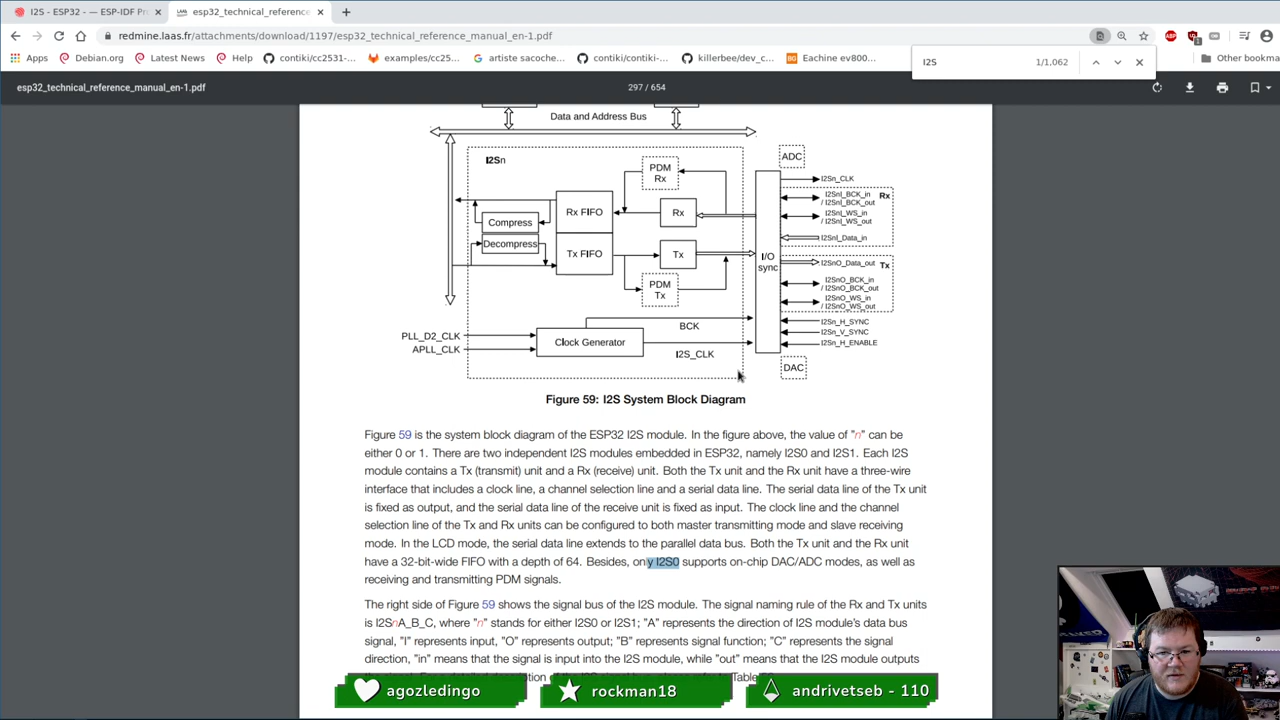 I2S - ESP32 - — ESP-IDF Pr
esp32_technical_reference
redmine.laas.fr/attachments/download/1197/esp32_technical_reference_manual_en-1.pdf
Apps
Debian.org
Latest News
Help
contiki/cc2531-
examples/cc25...
artiste sacoche...
contiki/contiki-...
killerbee/dev_c...
Eachine ev800...
Other bookma
I2S
1/1,062
esp32_technical_reference_manual_en-1.pdf
297 / 654
Data and Address Bus
I2Sn
ADC
PDM
Rx
I2Sn_CLK
Compress
Rx FIFO
Rx
I2SnI_BCK_in
/ I2SnI_BCK_out
Rx
I2SnI_WS_in
/ I2SnI_WS_out
I2SnI_Data_in
Decompress
Tx FIFO
Tx
I/O
sync
I2SnO_Data_out
Tx
PDM
Tx
I2SnO_BCK_in
/ I2SnO_BCK_out
I2SnO_WS_in
/ I2SnO_WS_out
BCK
I2Sn_H_SYNC
I2Sn_V_SYNC
I2Sn_H_ENABLE
PLL_D2_CLK
APLL_CLK
Clock Generator
I2S_CLK
DAC
Figure 59: I2S System Block Diagram
Figure 59 is the system block diagram of the ESP32 I2S module. In the figure above, the value of "n" can be
either 0 or 1. There are two independent I2S modules embedded in ESP32, namely I2S0 and I2S1. Each I2S
module contains a Tx (transmit) unit and a Rx (receive) unit. Both the Tx unit and the Rx unit have a three-wire
interface that includes a clock line, a channel selection line and a serial data line. The serial data line of the Tx unit
is fixed as output, and the serial data line of the receive unit is fixed as input. The clock line and the channel
selection line of the Tx and Rx units can be configured to both master transmitting mode and slave receiving
mode. In the LCD mode, the serial data line extends to the parallel data bus. Both the Tx unit and the Rx unit
have a 32-bit-wide FIFO with a depth of 64. Besides, only I2S0 supports on-chip DAC/ADC modes, as well as
receiving and transmitting PDM signals.
The right side of Figure 59 shows the signal bus of the I2S module. The signal naming rule of the Rx and Tx units
is I2SnA_B_C, where "n" stands for either I2S0 or I2S1; "A" represents the direction of I2S module's data bus
signal, "I" represents input, "O" represents output; "B" represents signal function; "C" represents the signal
direction, "in" means that the signal is input into the I2S module, while "out" means that the I2S module outputs
agozledingo
rockman18
andrivetseb - 110